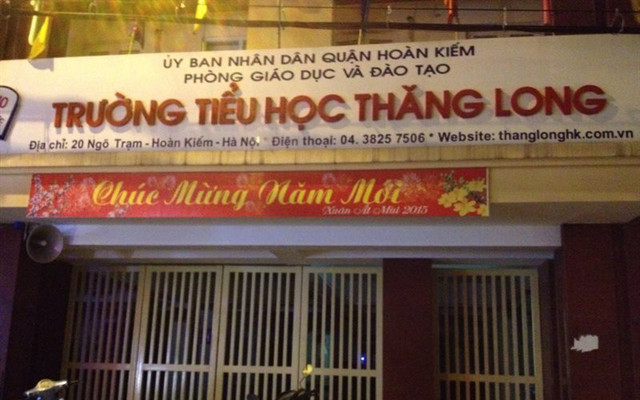 ỦY BAN NHÂN DÂN QUẬN HOÀN KIẾM
PHÒNG GIÁO DỤC VÀ ĐÀO TẠO
TRƯỜNG TIỂU HỌC THĂNG LONG
Địa chỉ: 20 Ngõ Trạm - Hoàn Kiếm - Hà Nội * Điện thoại: 04. 3825 7506 * Website: thanglonghk.com.vn
Chúc Mừng Năm Mới
Xuân Ất Mùi 2015